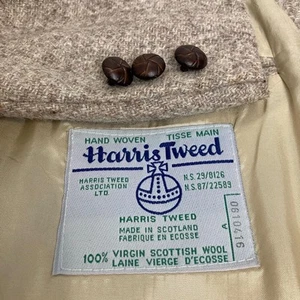 HAND WOVEN TISSE MAIN
Harris Tweed
HARRIS TWEED
ASSOCIATION
LTD.
N.S. 29/8126
N.S. 87/22589
HARRIS TWEED
MADE IN SCOTLAND
FABRIQUE EN ECOSSE
100% VIRGIN SCOTTISH WOOL
LAINE VIERGE D'ECOSSE
A 0610416